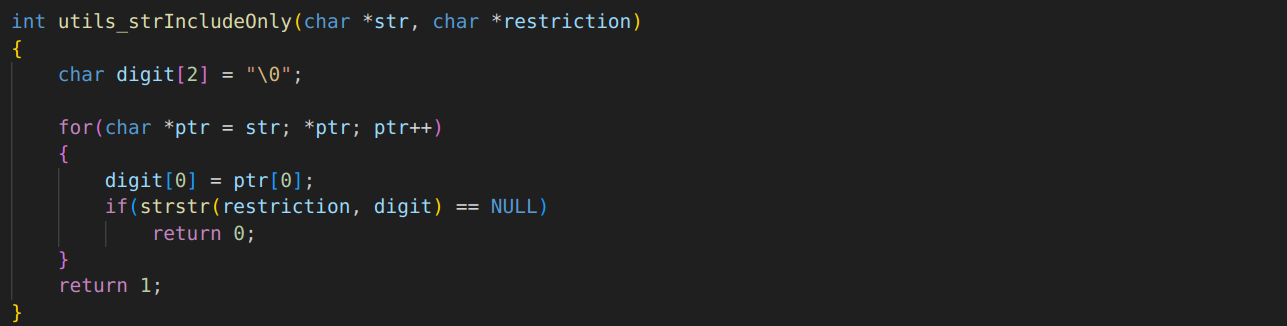 int utils_strIncludeOnly(char *str, char *restriction)
{
    char digit[2] = "\0";

    for(char *ptr = str; *ptr; ptr++)
    {
        digit[0] = ptr[0];
        if(strstr(restriction, digit) == NULL)
            return 0;
    }
    return 1;
}